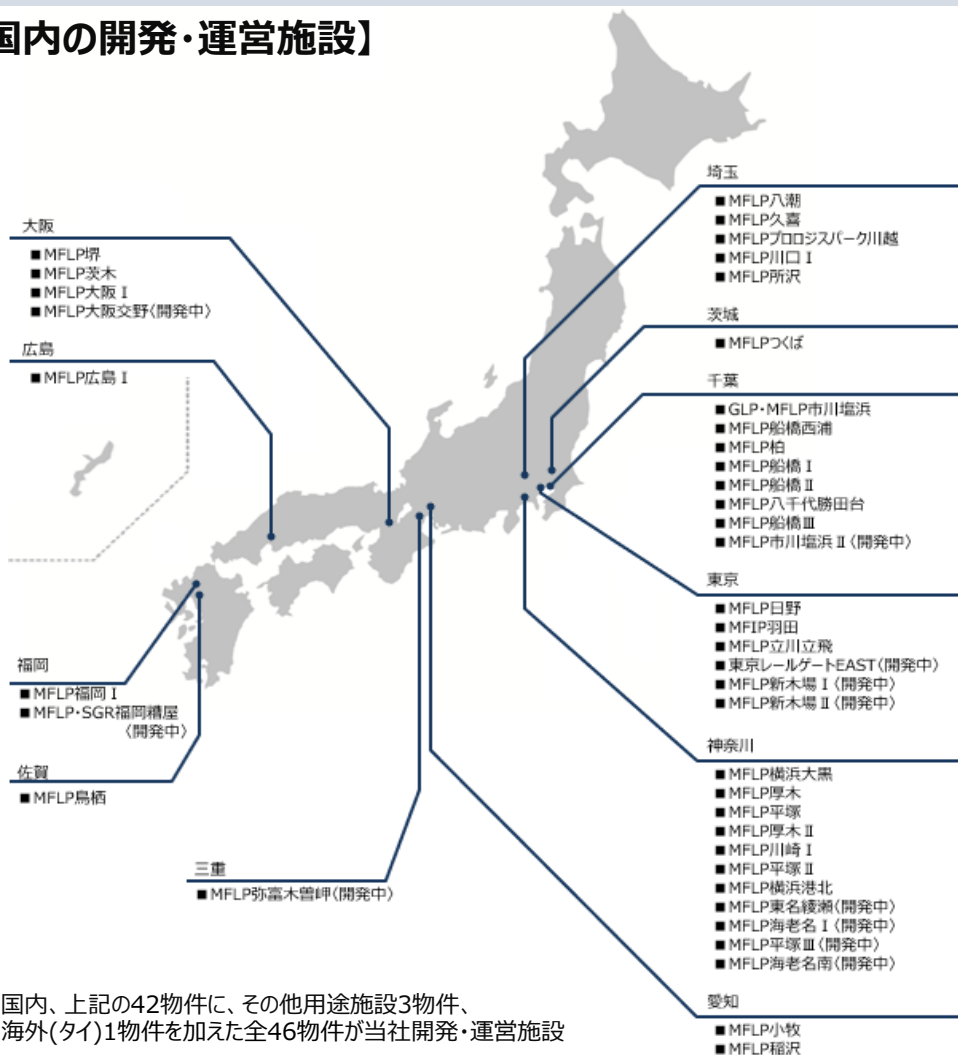 国内の開発・運営施設】
大阪
■MFLP堺
■MFLP茨木
■MFLP大阪Ⅰ
■MFLP大阪交野(開発中)
広島
■MFLP広島Ⅰ
福岡
■MFLP福岡Ⅰ
■MFLP・SGR福岡糟屋
(開発中)
佐賀
■MFLP鳥栖
三重
■MFLP弥富木曽岬(開発中)
埼玉
■MFLP八潮
■MFLP久喜
■MFLPプロロジスパーク川越
■MFLP川口Ⅰ
■MFLP所沢
茨城
■MFLPつくば
千葉
■GLP・MFLP市川塩浜
■MFLP船橋西浦
■MFLP柏
■MFLP船橋Ⅰ
■MFLP船橋Ⅱ
■MFLP八千代勝田台
■MFLP船橋Ⅲ
■MFLP市川塩浜Ⅱ(開発中)
東京
■MFLP日野
■MFIP羽田
■MFLP立川立飛
■東京レールゲートEAST(開発中)
■MFLP新木場Ⅰ(開発中)
■MFLP新木場Ⅱ(開発中)
神奈川
■MFLP横浜大黒
■MFLP厚木
■MFLP平塚
■MFLP厚木Ⅱ
■MFLP川崎Ⅰ
■MFLP平塚Ⅱ
■MFLP横浜港北
■MFLP東名綾瀬(開発中)
■MFLP海老名Ⅰ(開発中)
■MFLP平塚Ⅲ(開発中)
■MFLP海老名南(開発中)
愛知
■MFLP小牧
■MFLP稲沢
国内、上記の42物件に、その他用途施設3物件、
海外(タイ)1物件を加えた全46物件が当社開発・運営施設